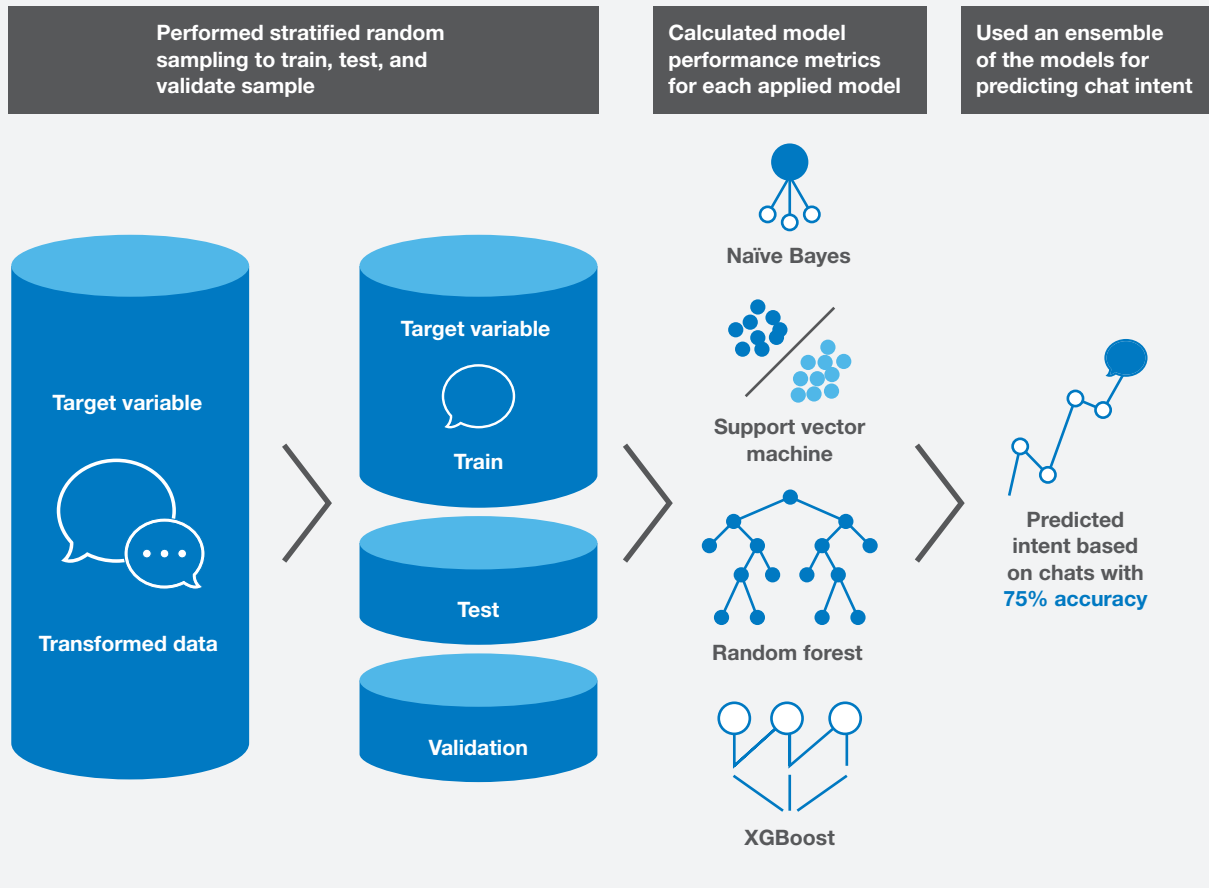 Performed stratified random
sampling to train, test, and
validate sample
Calculated model
performance metrics
for each applied model
Used an ensemble
of the models for
predicting chat intent
Target variable
Transformed data
Target variable
Train
Test
Validation
Naïve Bayes
Support vector
machine
Random forest
XGBoost
Predicted
intent based
on chats with
75% accuracy